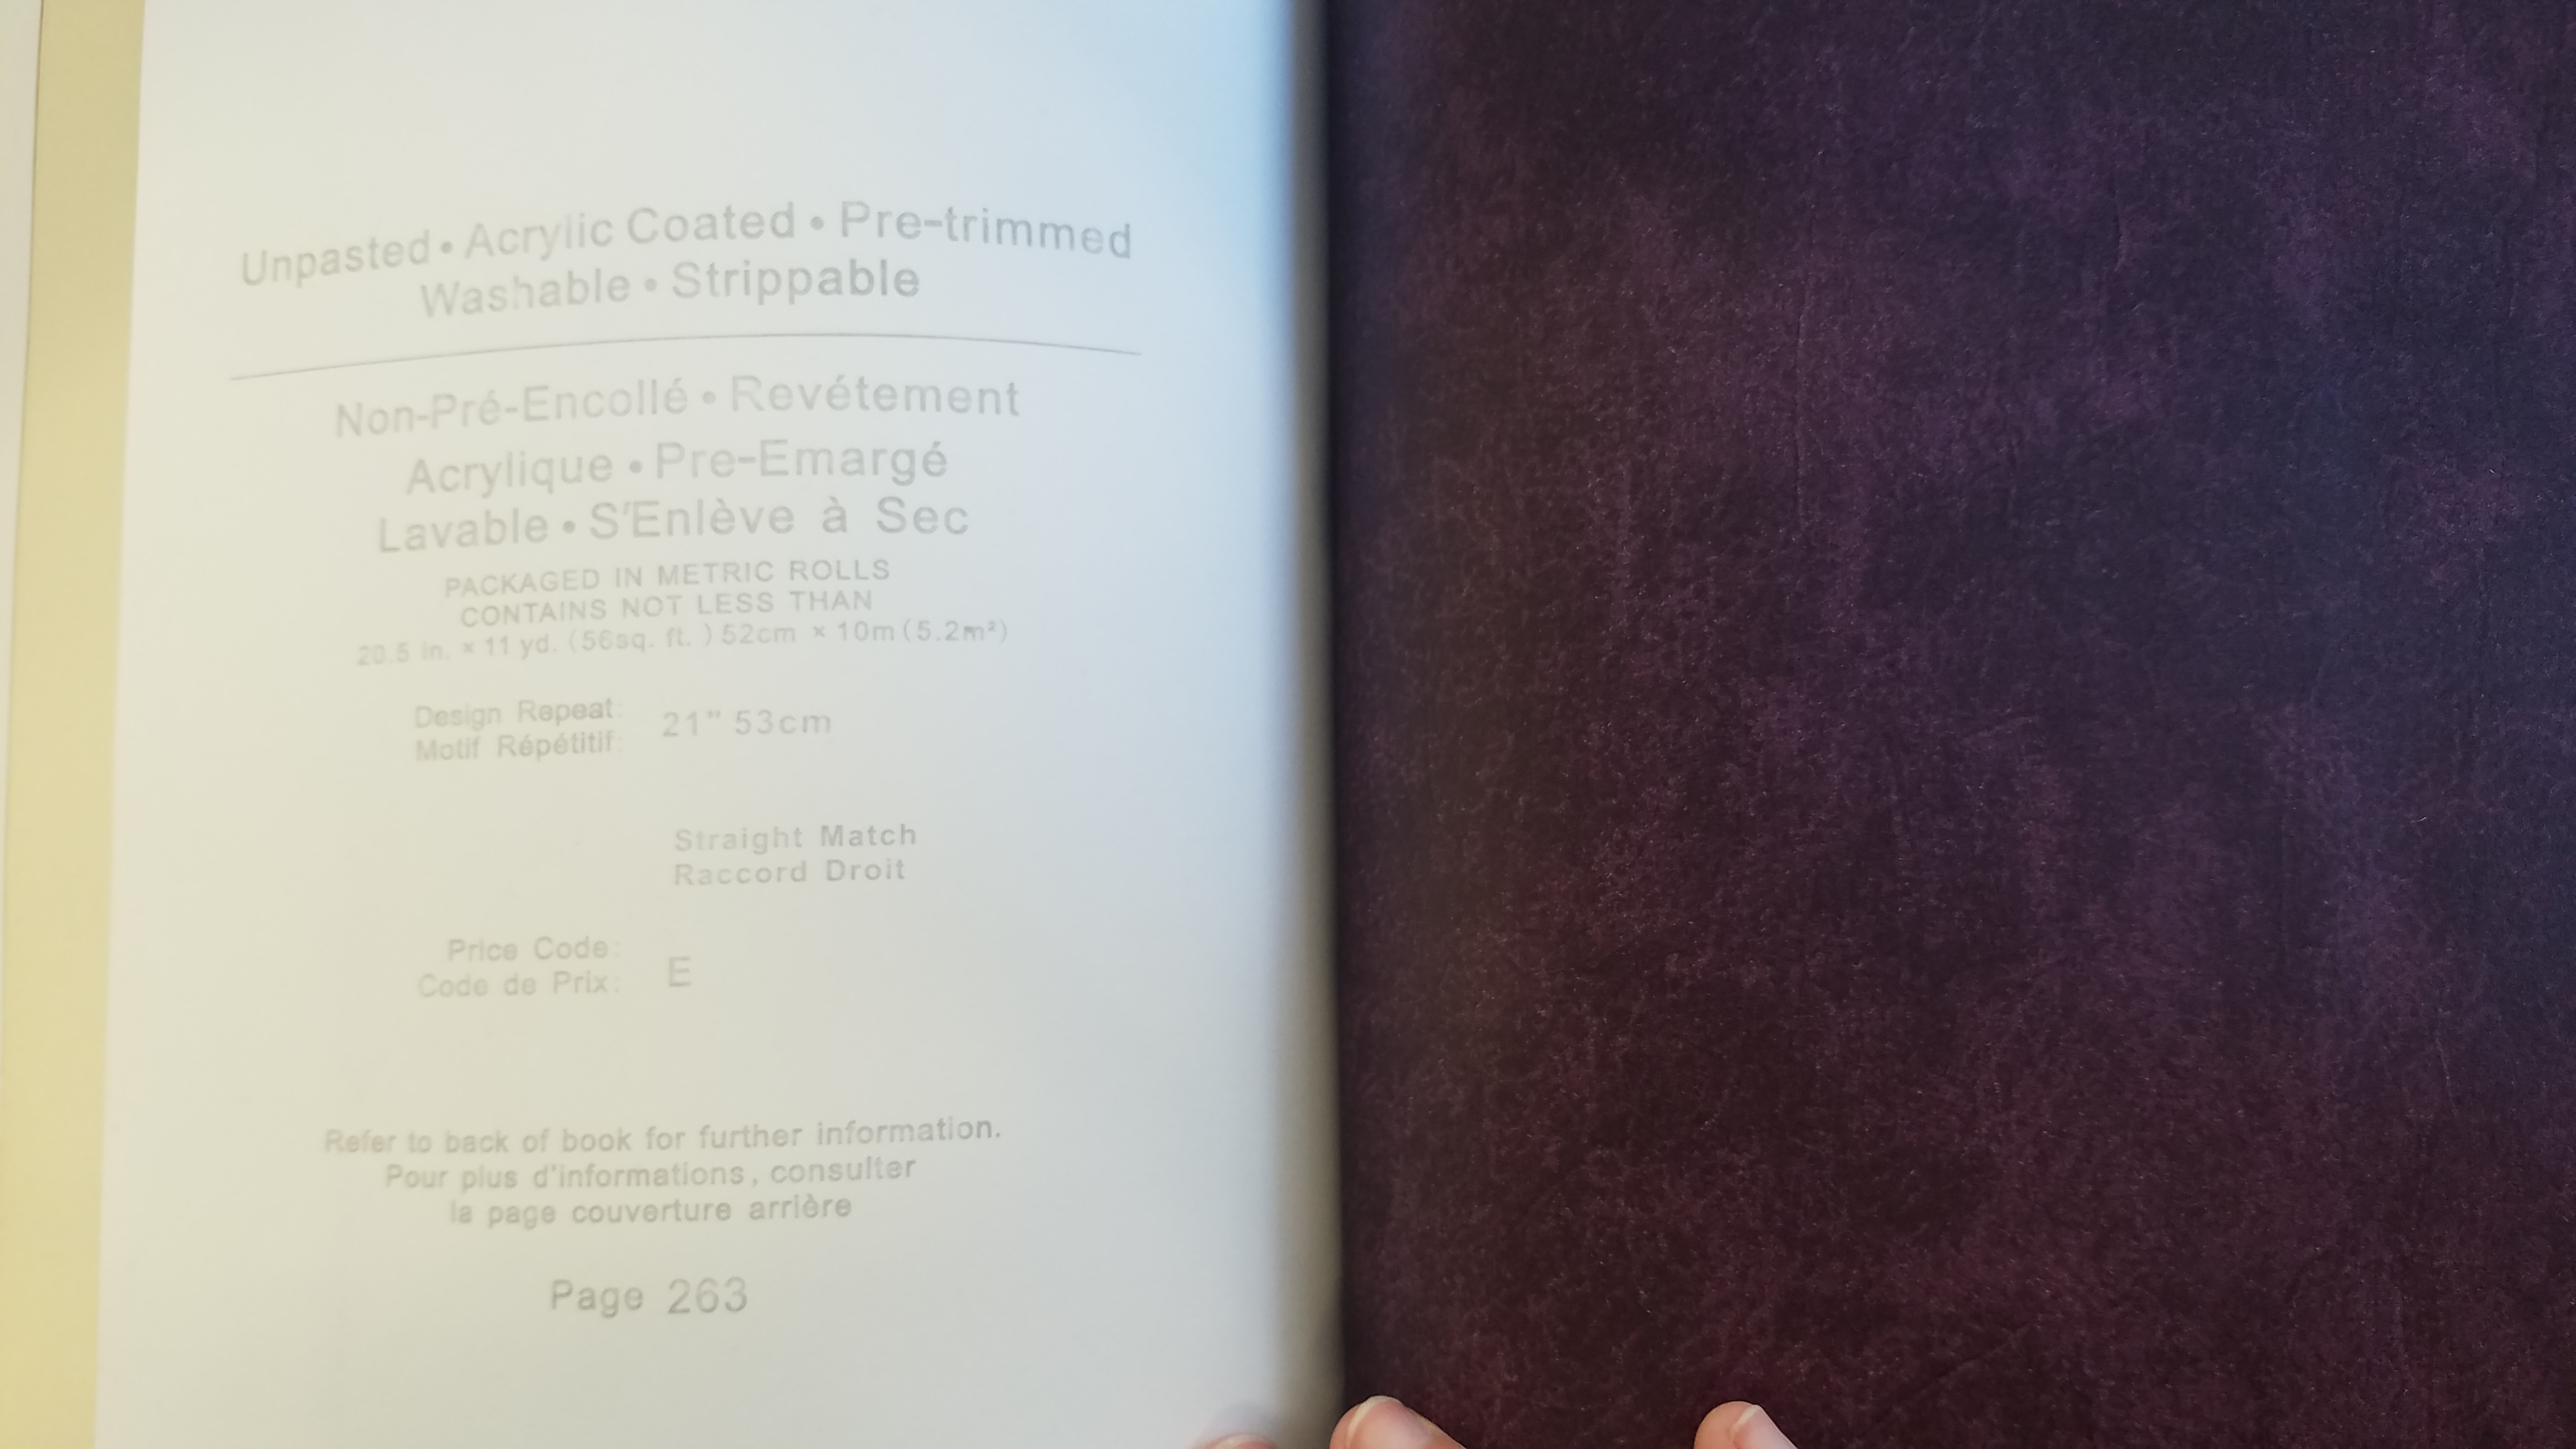 Unpasted • Acrylic Coated • Pre-trimmed
Washable • Strippable
Non-Pré-Encollé • Revétement
Acrylique • Pre-Emargé
Lavable • S'Enlève à Sec
PACKAGED IN METRIC ROLLS
CONTAINS NOT LESS THAN
20.5 in. × 11 yd. (56sq. ft. ) 52cm × 10m (5.2m²)
Design Repeat:
Motif Répétitif: 21" 53cm
Straight Match
Raccord Droit
Price Code:
Code de Prix: E
Refer to back of book for further information.
Pour plus d'informations, consulter
la page couverture arrière
Page 263